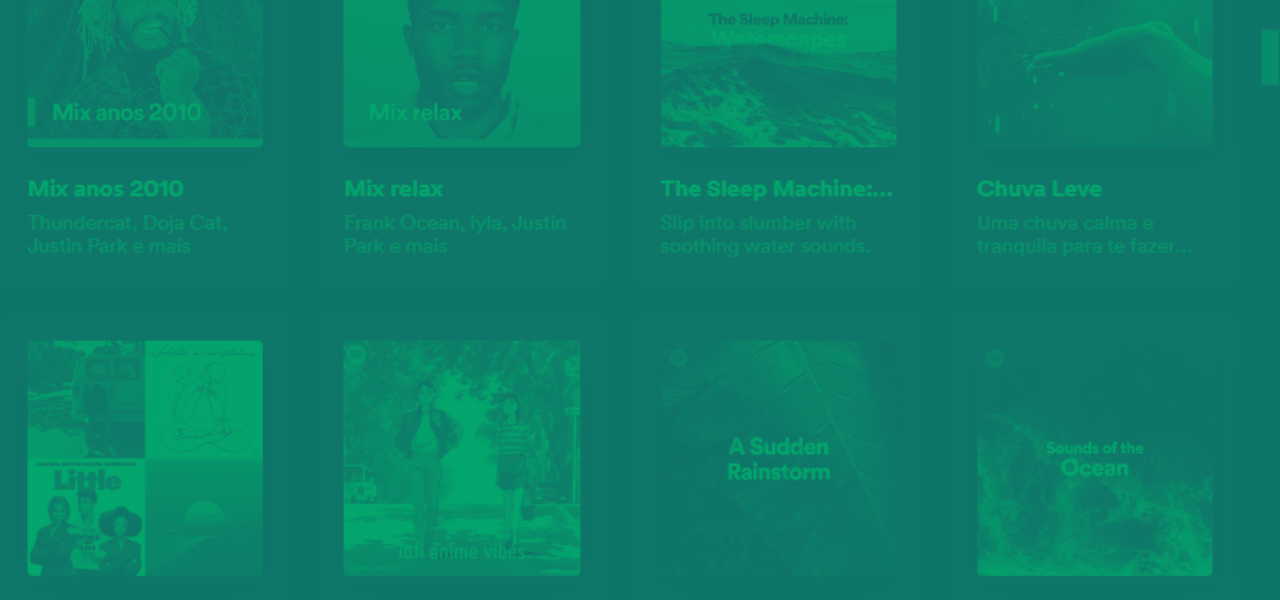 Mix anos 2010
Mix relax
The Sleep Machine:
Waterscapes
Mix anos 2010
Thundercat, Doja Cat,
Justin Park e mais
Mix relax
Frank Ocean, iyla, Justin
Park e mais
The Sleep Machine:...
Slip into slumber with
soothing water sounds.
Chuva Leve
Uma chuva calma e
tranquila para te fazer...
Little
lofi anime vibes
A Sudden
Rainstorm
Sounds of the
Ocean